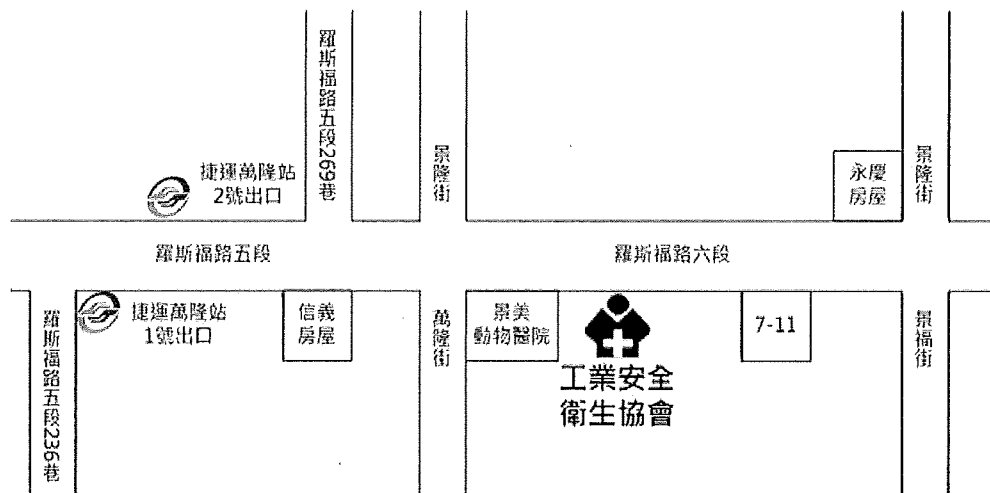 羅斯福路五段269巷
捷運萬隆站
2號出口
景隆街
永慶
房屋
景隆街
羅斯福路五段
羅斯福路六段
羅斯福路五段236巷
捷運萬隆站
1號出口
信義
房屋
萬隆街
景美
動物醫院
7-11
景福街
工業安全
衛生協會